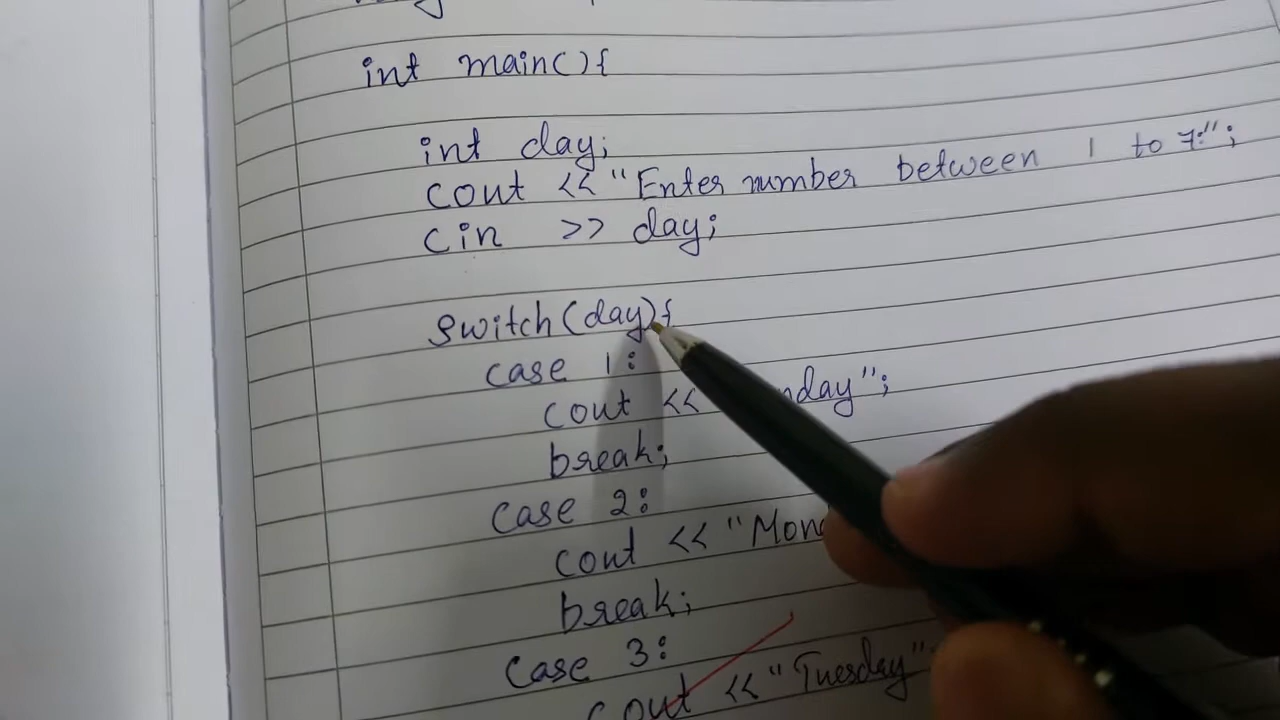 int main(){
int day;
cout << "Enter number between 1 to 7:";
cin >> day;
switch(day){
case 1:
cout << nday";
break;
case 2:
cout << "Mon
break;
case 3:
cout << "Tuesday"